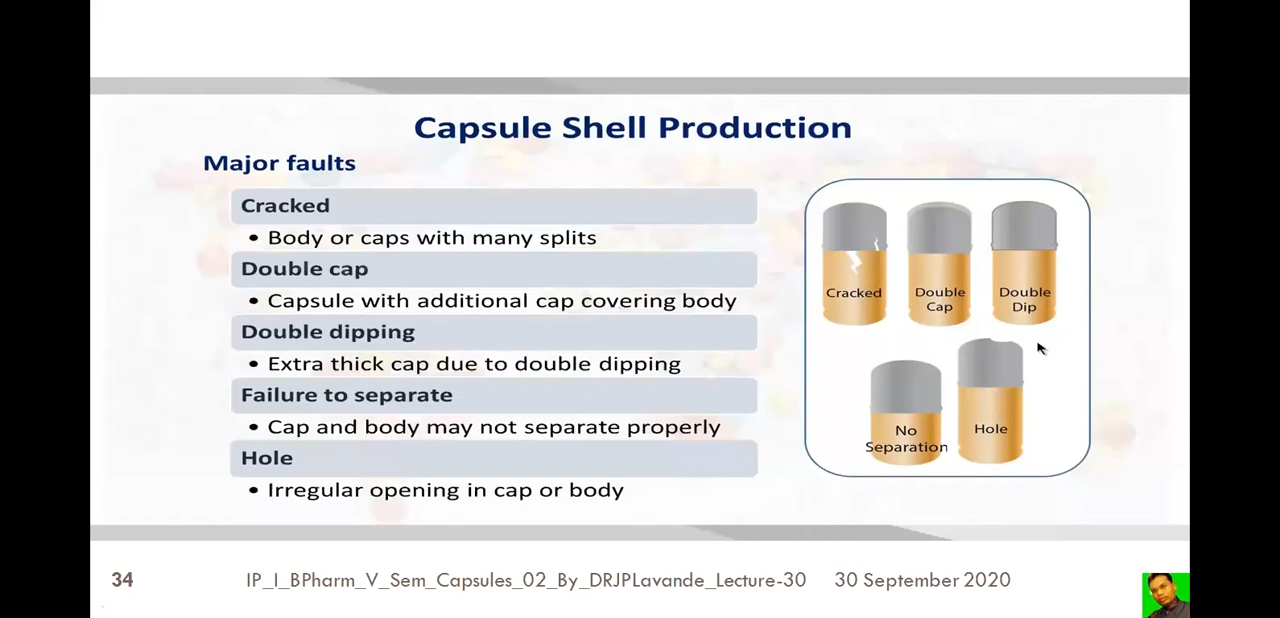 Capsule Shell Production
Major faults
Cracked
• Body or caps with many splits
Double cap
• Capsule with additional cap covering body
Double dipping
• Extra thick cap due to double dipping
Failure to separate
• Cap and body may not separate properly
Hole
• Irregular opening in cap or body
Cracked
Double
Cap
Double
Dip
No
Separation
Hole
34
IP_I_BPharm_V_Sem_Capsules_02_By_DRJPLavande_Lecture-30
30 September 2020